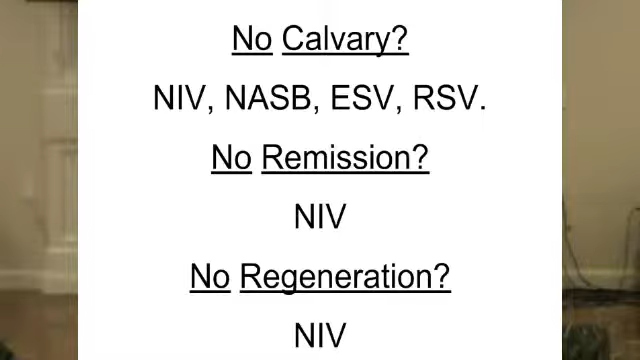 No Calvary?
NIV, NASB, ESV, RSV.
No Remission?
NIV
No Regeneration?
NIV